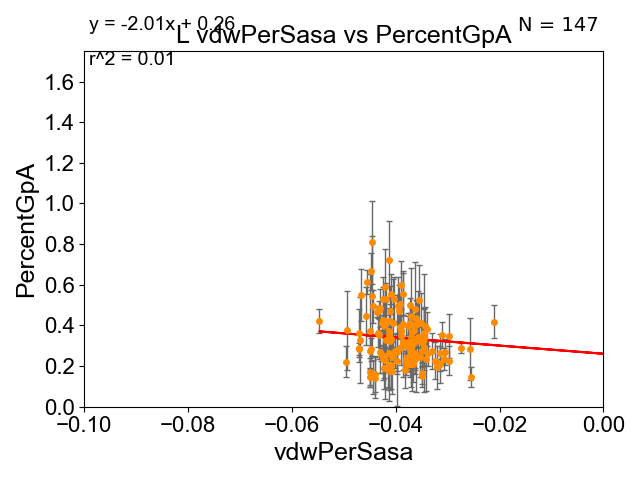 y = -2.01x + 0.26
N = 147
L vdwPerSasa vs PercentGpA
r^2 = 0.01
1.6
1.4
1.2
1.0
0.8
0.6
0.4
0.2
0.0
PercentGpA
−0.10
−0.08
−0.06
−0.04
−0.02
0.00
vdwPerSasa